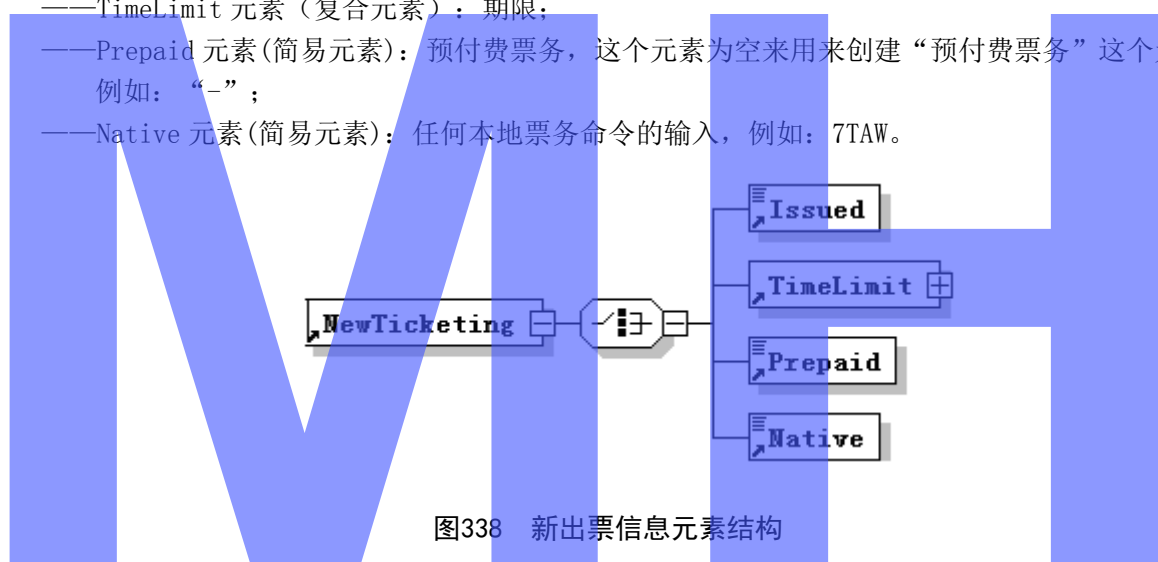 ——TimeLimit 元素（复合元素）：期限；
——Prepaid 元素(简易元素)：预付费票务，这个元素为空来用来创建“预付费票务”这个
例如：“-”；
——Native 元素(简易元素)：任何本地票务命令的输入，例如：7TAW。
Issued
TimeLimit
NewTicketing
Prepaid
Native
图338 新出票信息元素结构
MH